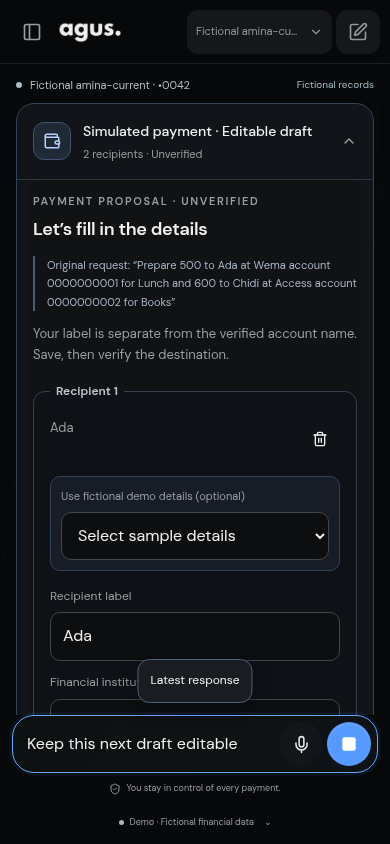 agus.
Fictional amina-cu...
Fictional amina-current · •0042
Fictional records
Simulated payment · Editable draft
2 recipients · Unverified
PAYMENT PROPOSAL · UNVERIFIED
Let’s fill in the details
Original request: “Prepare 500 to Ada at Wema account
0000000001 for Lunch and 600 to Chidi at Access account
0000000002 for Books”
Your label is separate from the verified account name.
Save, then verify the destination.
Recipient 1
Ada
Use fictional demo details (optional)
Select sample details
Recipient label
Ada
Financial
Latest response
Keep this next draft editable
You stay in control of every payment.
Demo · Fictional financial data